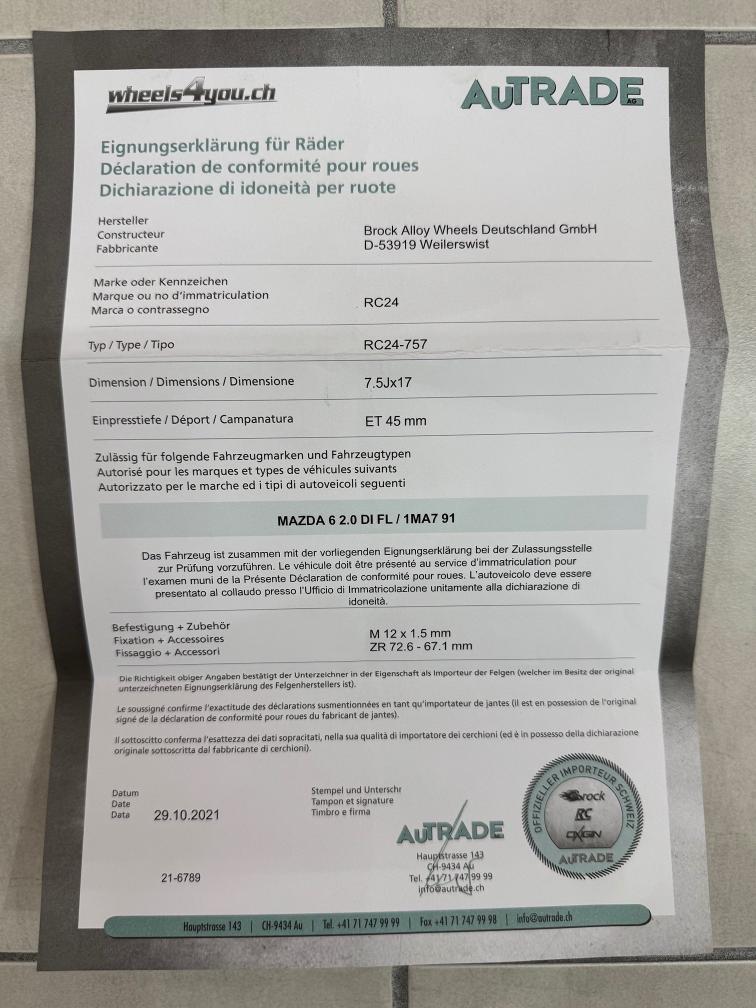 wheels4you.ch
AUTRADE AG
Eignungserklärung für Räder
Déclaration de conformité pour roues
Dichiarazione di idoneità per ruote
Hersteller
Constructeur
Fabbricante
Brock Alloy Wheels Deutschland GmbH
D-53919 Weilerswist
Marke oder Kennzeichen
Marque ou no d'immatriculation
Marca o contrassegno
RC24
Typ / Type / Tipo
RC24-757
Dimension / Dimensions / Dimensione
7.5Jx17
Einpresstiefe / Déport / Campanatura
ET 45 mm
Zulässig für folgende Fahrzeugmarken und Fahrzeugtypen
Autorisé pour les marques et types de véhicules suivants
Autorizzato per le marche ed i tipi di autoveicoli seguenti
MAZDA 6 2.0 DI FL / 1MA7 91
Das Fahrzeug ist zusammen mit der vorliegenden Eignungserklärung bei der Zulassungsstelle
zur Prüfung vorzuführen. Le véhicule doit être présenté au service d'immatriculation pour
l'examen muni de la Présente Déclaration de conformité pour roues. L'autoveicolo deve essere
presentato al collaudo presso l'Ufficio di Immatricolazione unitamente alla dichiarazione di
idoneità.
Befestigung + Zubehör
Fixation + Accessoires
Fissaggio + Accessori
M 12 x 1.5 mm
ZR 72.6 - 67.1 mm
Die Richtigkeit obiger Angaben bestätigt der Unterzeichner in der Eigenschaft als Importeur der Felgen (welcher im Besitz der original
unterzeichneten Eignungserklärung des Felgenherstellers ist).
Le soussigné confirme l'exactitude des déclarations susmentionnées en tant qu'importateur de jantes (il est en possession de l'original
signé de la déclaration de conformité pour roues du fabricant de jantes).
Il sottoscritto conferma l'esattezza dei dati sopracitati, nella sua qualità di importatore dei cerchioni (ed è in possesso della dichiarazione
originale sottoscritta dal fabbricante di cerchioni).
Datum
Date
Data
29.10.2021
Stempel und Unterschr
Tampon et signature
Timbro e firma
AUTRADE
Hauptstrasse 143
CH-9434 Au
Tel. +41/71 747 99 99
info@autrade.ch
OFFIZIELLER IMPORTEUR SCHWEIZ
Brock
RC
OXIGIN
AUTRADE
21-6789
Hauptstrasse 143 | CH-9434 Au | Tel. +41 71 747 99 99 | Fax +41 71 747 99 98 | info@autrade.ch